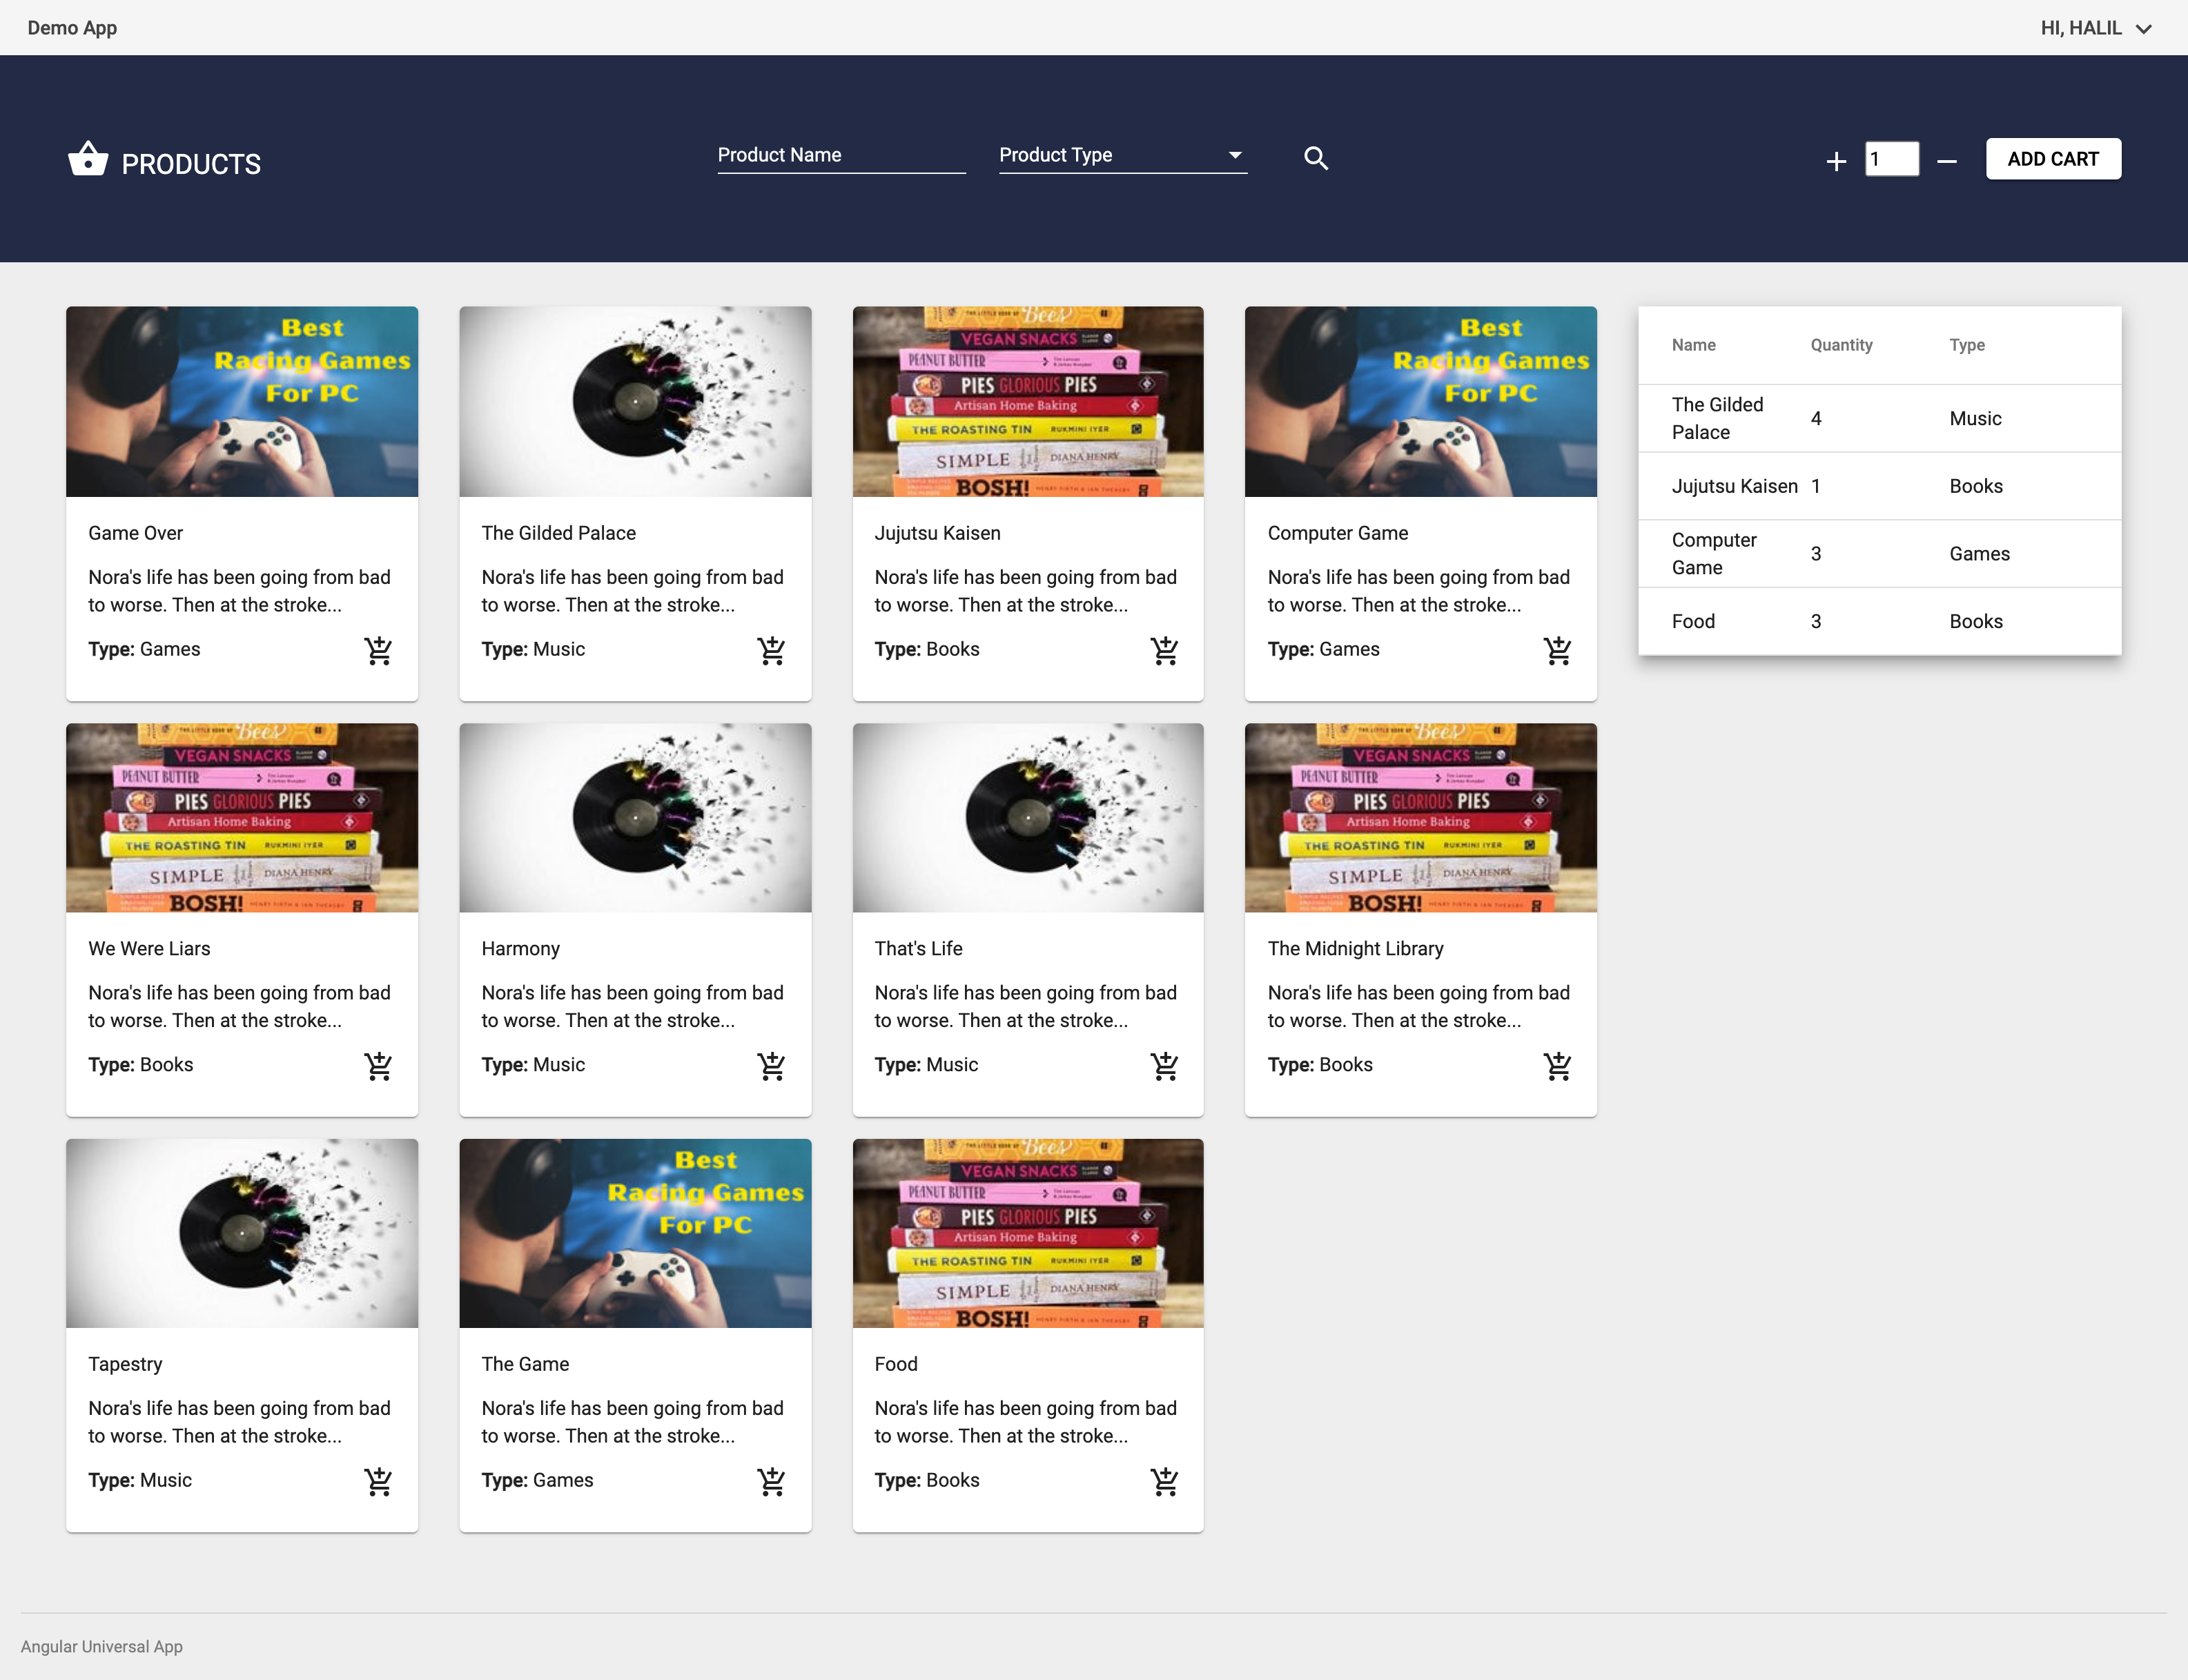 Demo App
HI, HALIL
PRODUCTS
Product Name
Product Type
1
ADD CART
Best
Racing Games
For PC
Game Over
Nora's life has been going from bad
to worse. Then at the stroke...
Type: Games
The Gilded Palace
Nora's life has been going from bad
to worse. Then at the stroke...
Type: Music
Bees
VEGAN SNACKS
PEANUT BUTTER
PIES GLORIOUS PIES
Artisan Home Baking
THE ROASTING TIN RUKMINI IYER
SIMPLE DIANA HENRY
BOSH!
Jujutsu Kaisen
Nora's life has been going from bad
to worse. Then at the stroke...
Type: Books
Best
Racing Games
For PC
Computer Game
Nora's life has been going from bad
to worse. Then at the stroke...
Type: Games
Name Quantity Type
The Gilded
Palace
4 Music
Jujutsu Kaisen 1 Books
Computer
Game
3 Games
Food 3 Books
Bees
VEGAN SNACKS
PEANUT BUTTER
PIES GLORIOUS PIES
Artisan Home Baking
THE ROASTING TIN RUKMINI IYER
SIMPLE DIANA HENRY
BOSH!
We Were Liars
Nora's life has been going from bad
to worse. Then at the stroke...
Type: Books
Harmony
Nora's life has been going from bad
to worse. Then at the stroke...
Type: Music
That's Life
Nora's life has been going from bad
to worse. Then at the stroke...
Type: Music
Bees
VEGAN SNACKS
PEANUT BUTTER
PIES GLORIOUS PIES
Artisan Home Baking
THE ROASTING TIN RUKMINI IYER
SIMPLE DIANA HENRY
BOSH!
The Midnight Library
Nora's life has been going from bad
to worse. Then at the stroke...
Type: Books
Tapestry
Nora's life has been going from bad
to worse. Then at the stroke...
Type: Music
Best
Racing Games
For PC
The Game
Nora's life has been going from bad
to worse. Then at the stroke...
Type: Games
Bees
VEGAN SNACKS
PEANUT BUTTER
PIES GLORIOUS PIES
Artisan Home Baking
THE ROASTING TIN RUKMINI IYER
SIMPLE DIANA HENRY
BOSH!
Food
Nora's life has been going from bad
to worse. Then at the stroke...
Type: Books
Angular Universal App